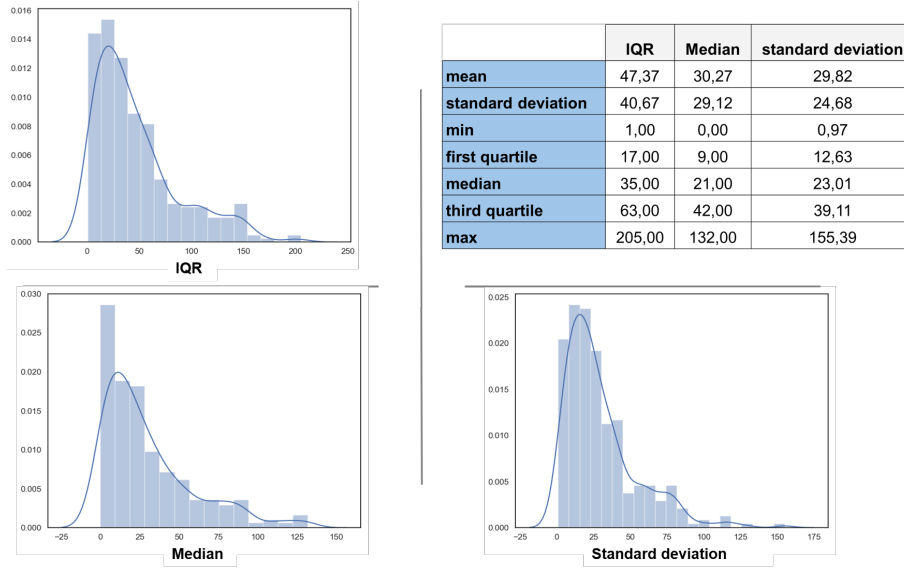 0.016
0.014
0.012
0.010
0.008
0.006
0.004
0.002
0.000
0 50 100 150 200 250
IQR
IQR Median standard deviation
mean 47,37 30,27 29,82
standard deviation 40,67 29,12 24,68
min 1,00 0,00 0,97
first quartile 17,00 9,00 12,63
median 35,00 21,00 23,01
third quartile 63,00 42,00 39,11
max 205,00 132,00 155,39
0.030
0.025
0.020
0.015
0.010
0.005
0.000
−25 0 25 50 75 100 125 150
Median
0.025
0.020
0.015
0.010
0.005
0.000
−25 0 25 50 75 100 125 150 175
Standard deviation